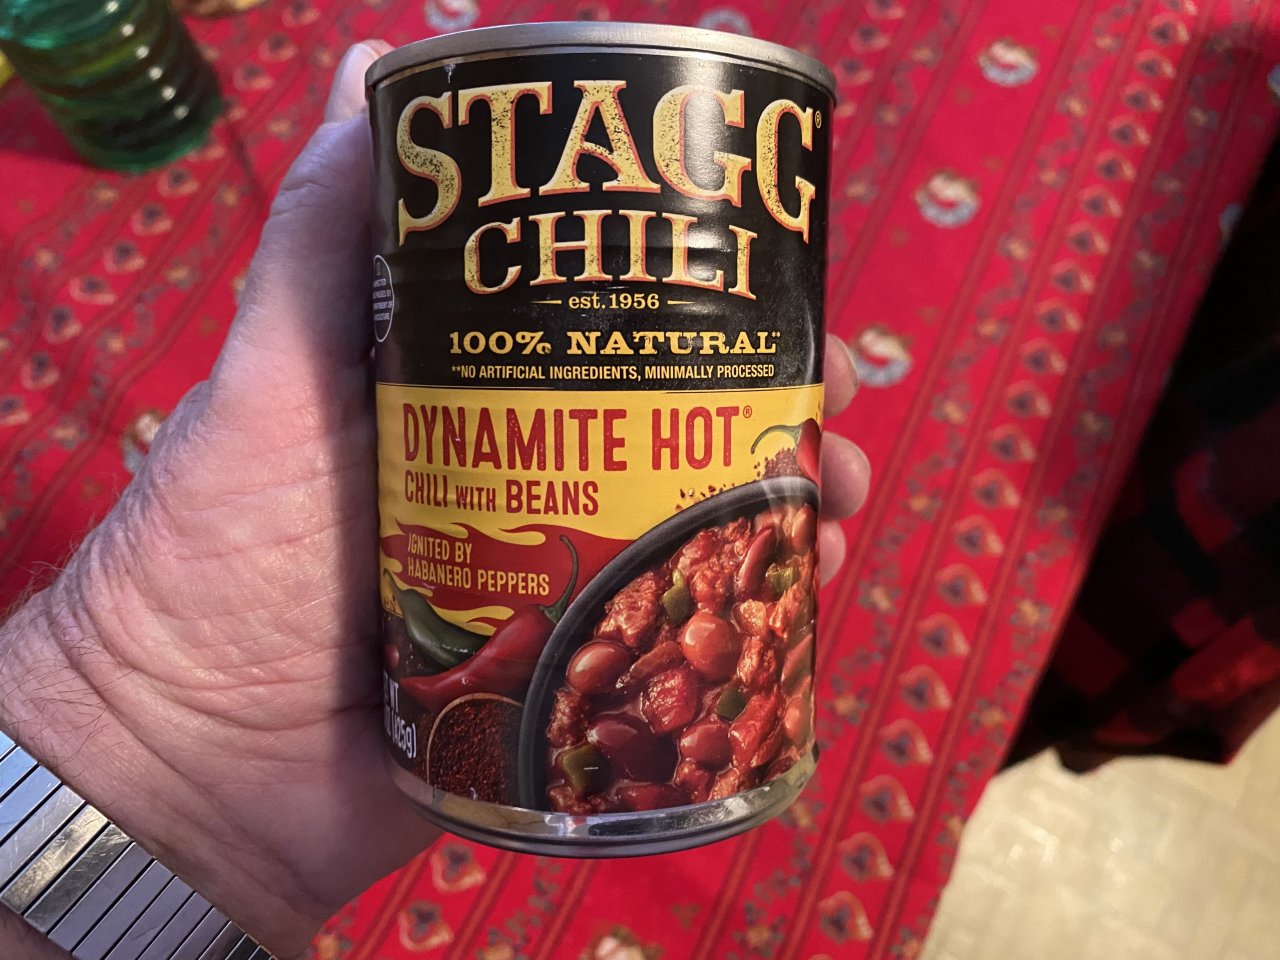 STAGG®
CHILI
est. 1956
100% NATURAL**
**NO ARTIFICIAL INGREDIENTS, MINIMALLY PROCESSED
DYNAMITE HOT®
CHILI WITH BEANS
IGNITED BY
HABANERO PEPPERS
(425g)